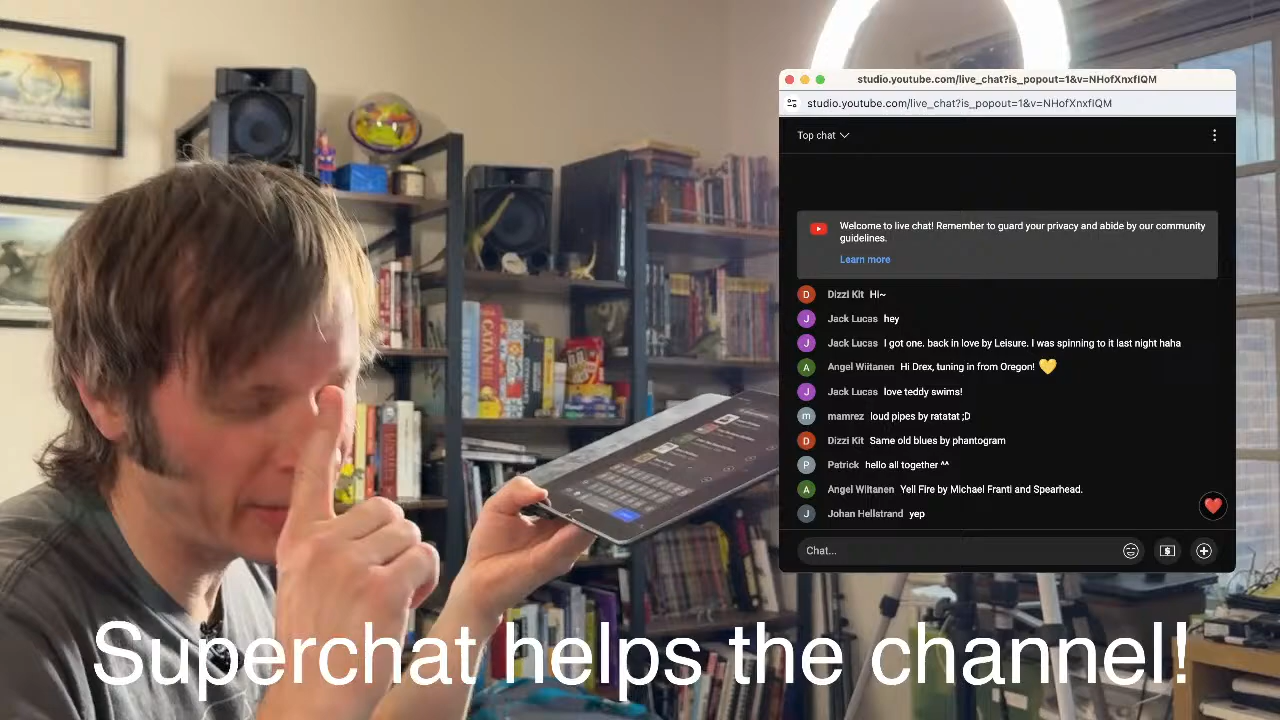 studio.youtube.com/live_chat?is_popout=1&v=NHofXnxfIQM
studio.youtube.com/live_chat?is_popout=1&v=NHofXnxfIQM
Top chat
Welcome to live chat! Remember to guard your privacy and abide by our community
guidelines.
Learn more
D Dizzi Kit Hi~
J Jack Lucas hey
J Jack Lucas I got one. back in love by Leisure. I was spinning to it last night haha
A Angel Wiitanen Hi Drex, tuning in from Oregon! 💛
J Jack Lucas love teddy swims!
m mamrez loud pipes by ratatat ;D
D Dizzi Kit Same old blues by phantogram
P Patrick hello all together ^^
A Angel Wiitanen Yell Fire by Michael Franti and Spearhead.
J Johan Hellstrand yep
Chat...
CATAN
Superchat helps the channel!